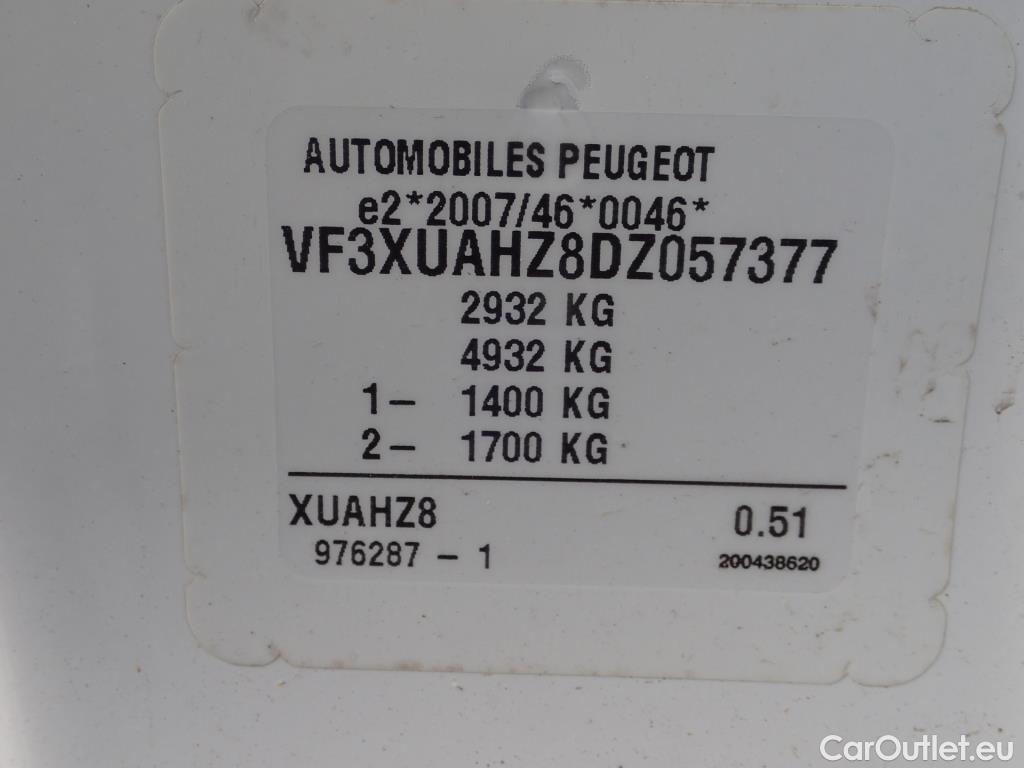 AUTOMOBILES PEUGEOT
e2*2007/46*0046*
VF3XUAHZ8DZ057377
2932 KG
4932 KG
1- 1400 KG
2- 1700 KG
XUAHZ8 0.51
976287 - 1 200438620
CarOutlet.eu